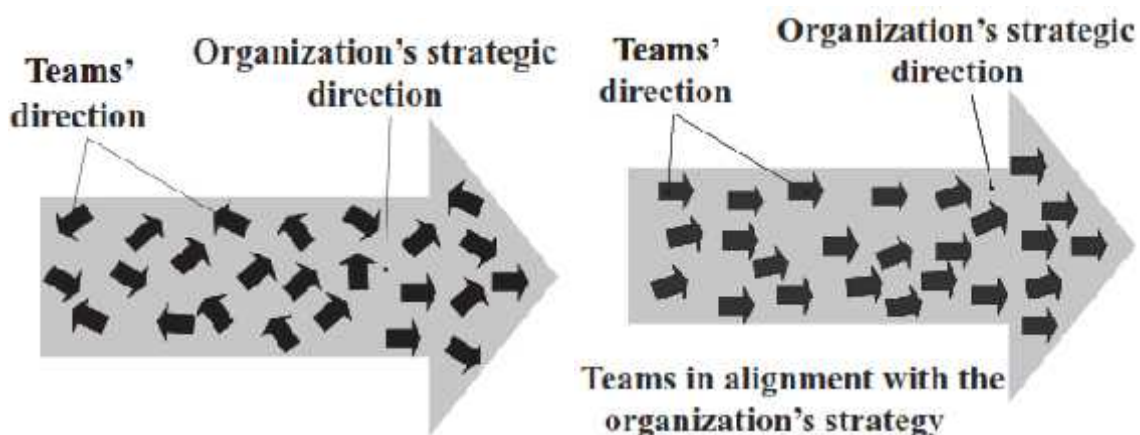 Teams'
direction
Organization's strategic
direction
Teams'
direction
Organization's strategic
direction
Teams in alignment with the
organization's strategy